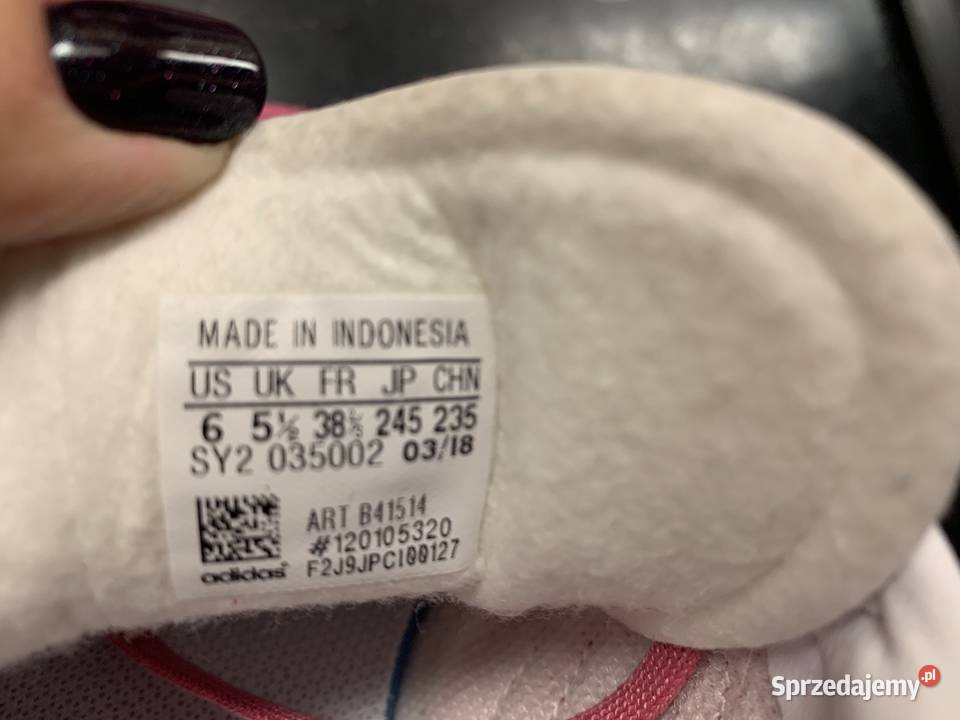 MADE IN INDONESIA
US UK FR JP CHN
6 5½ 38⅔ 245 235
SY2 035002 03/18
ART B41514
#120105320
F2J9JPCI00127
adidas
Sprzedajemy.pl